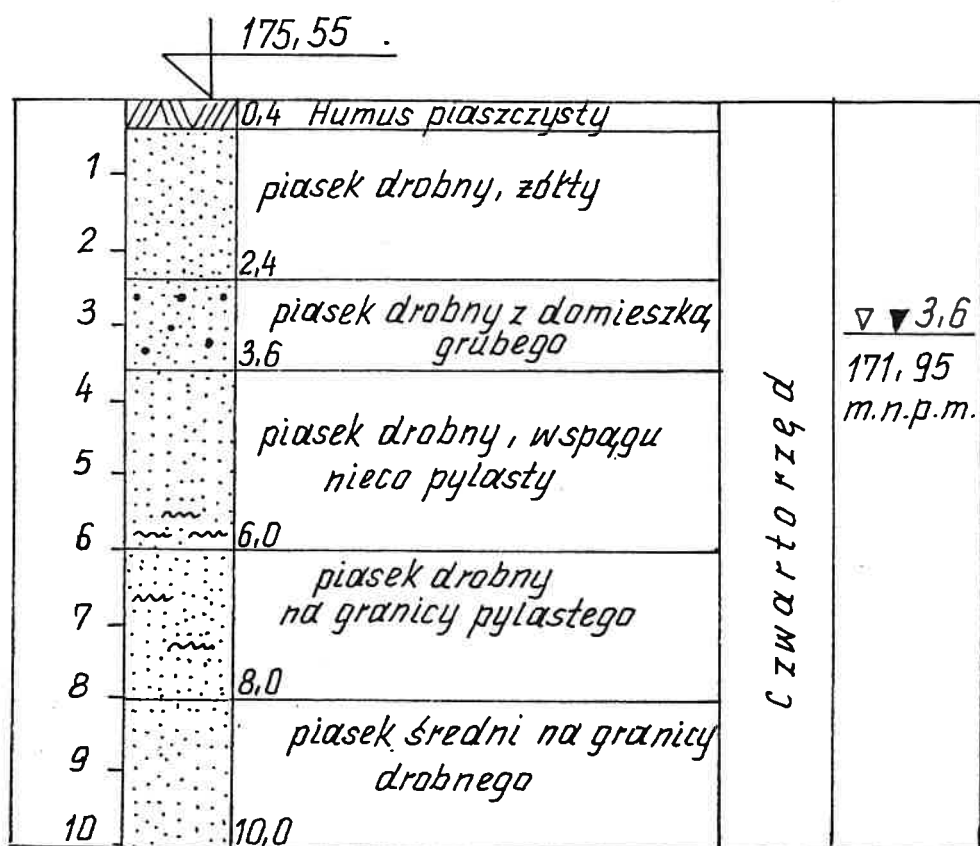 175,55 .
0,4 Humus piaszczysty
1
piasek drobny, żółty
2
2,4
3
piasek drobny z domieszką
grubego
3,6
4
piasek drobny, wspągu
nieco pylasty
5
6
6,0
piasek drobny
na granicy pylastego
7
8
8,0
piasek średni na granicy
drobnego
9
10
10,0
Czwartorzęd
3,6
171,95
m.n.p.m.